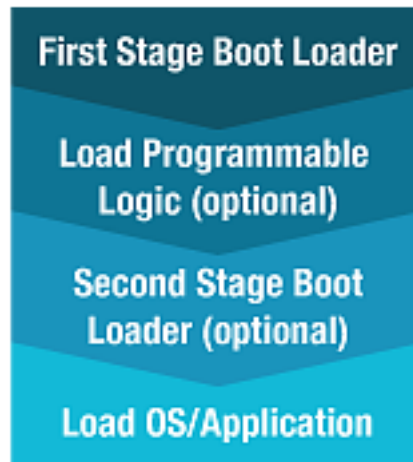 First Stage Boot Loader
Load Programmable
Logic (optional)
Second Stage Boot
Loader (optional)
Load OS/Application